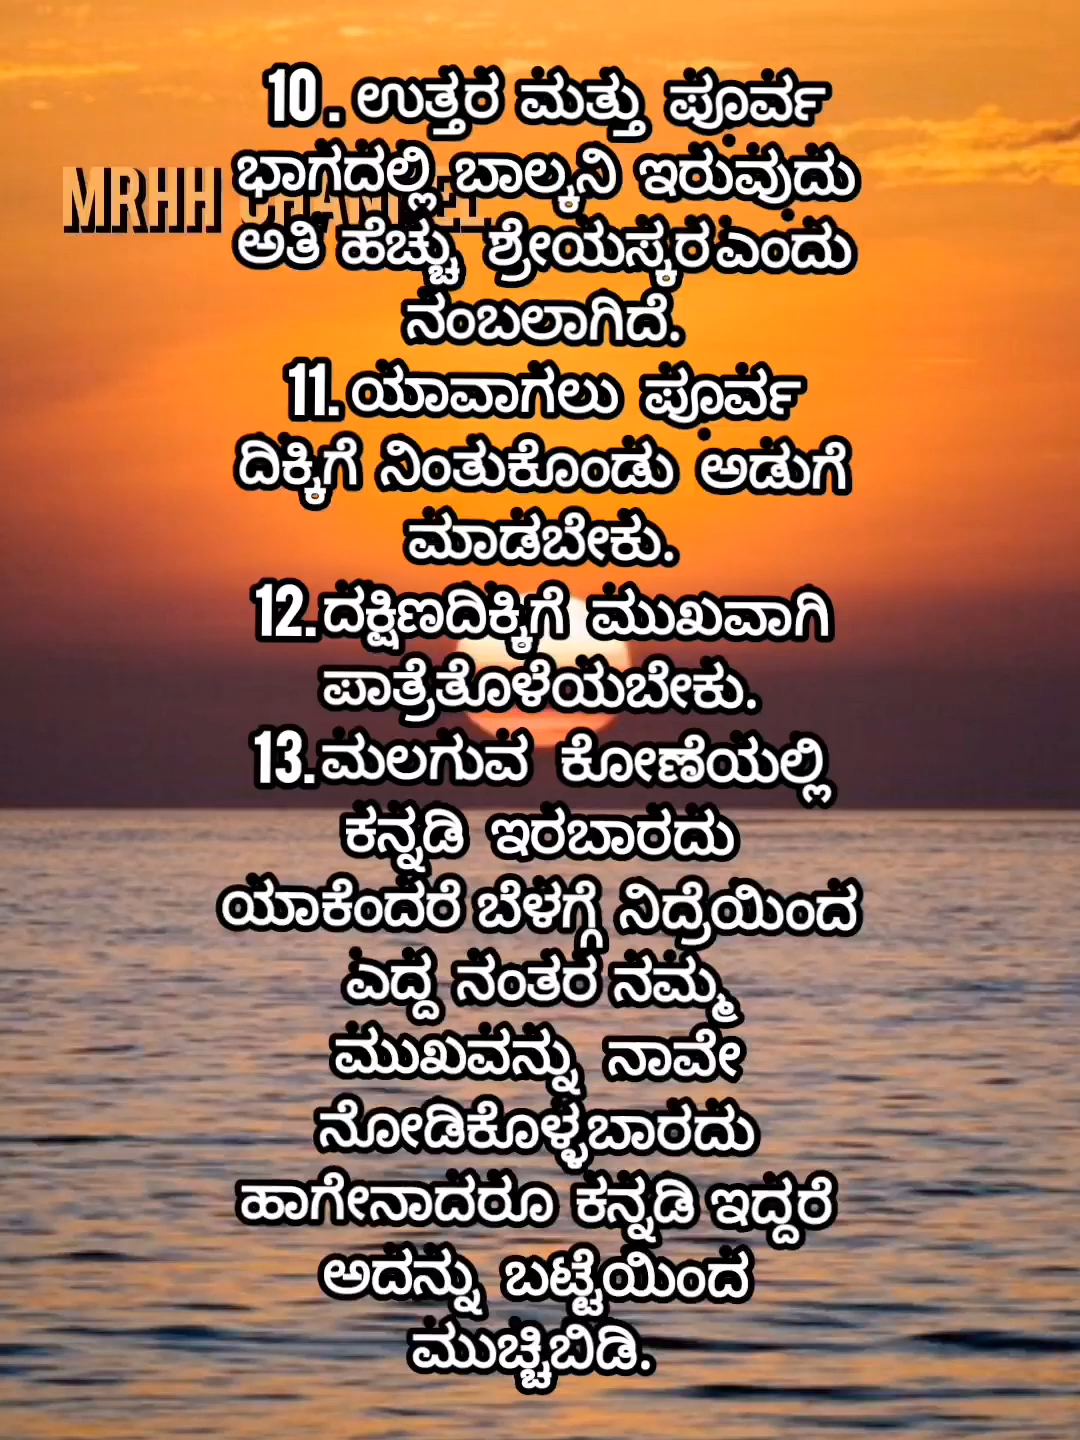 10. ಉತ್ತರ ಮತ್ತು ಪೂರ್ವ
ಭಾಗದಲ್ಲಿ ಬಾಲ್ಕನಿ ಇರುವುದು
MRHH CHANNEL
ಅತಿ ಹೆಚ್ಚು ಶ್ರೇಯಸ್ಕರಎಂದು
ನಂಬಲಾಗಿದೆ.
11. ಯಾವಾಗಲು ಪೂರ್ವ
ದಿಕ್ಕಿಗೆ ನಿಂತುಕೊಂಡು ಅಡುಗೆ
ಮಾಡಬೇಕು.
12.ದಕ್ಷಿಣದಿಕ್ಕಿಗೆ ಮುಖವಾಗಿ
ಪಾತ್ರೆತೊಳೆಯಬೇಕು.
13.ಮಲಗುವ ಕೋಣೆಯಲ್ಲಿ
ಕನ್ನಡಿ ಇರಬಾರದು
ಯಾಕೆಂದರೆ ಬೆಳಗ್ಗೆ ನಿದ್ರೆಯಿಂದ
ಎದ್ದ ನಂತರ ನಮ್ಮ
ಮುಖವನ್ನು ನಾವೇ
ನೋಡಿಕೊಳ್ಳಬಾರದು
ಹಾಗೇನಾದರೂ ಕನ್ನಡಿ ಇದ್ದರೆ
ಅದನ್ನು ಬಟ್ಟೆಯಿಂದ
ಮುಚ್ಚಿಬಿಡಿ.